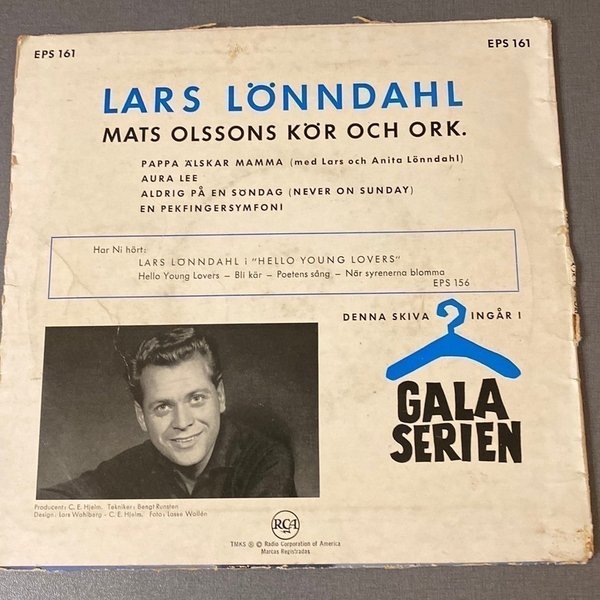 EPS 161
EPS 161
LARS LÖNNDAHL
MATS OLSSONS KÖR OCH ORK.
PAPPA ÄLSKAR MAMMA (med Lars och Anita Lönndahl)
AURA LEE
ALDRIG PÅ EN SÖNDAG (NEVER ON SUNDAY)
EN PEKFINGERSYMFONI
Har Ni hört:
LARS LÖNNDAHL i "HELLO YOUNG LOVERS"
Hello Young Lovers – Bli kär – Poetens sång – När syrenerna blomma
EPS 156
DENNA SKIVA INGÅR I
GALA
SERIEN
Producent: C. E. Hjelm. Tekniker: Bengt Runsten
Design: Lars Wahlberg - C. E. Hjelm. Foto: Lasse Wallén
RCA
TMKS ® © Radio Corporation of America
Marcas Registradas